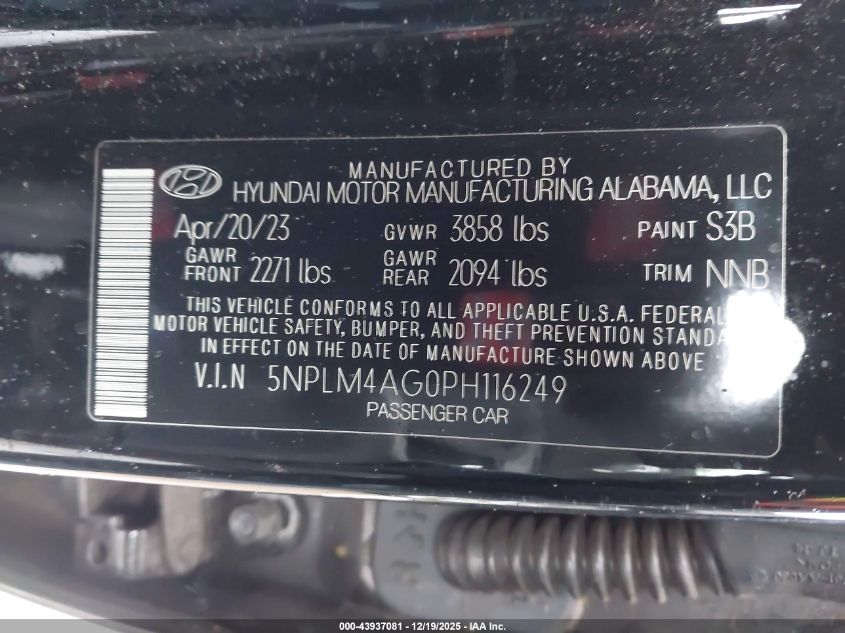 MANUFACTURED BY
HYUNDAI MOTOR MANUFACTURING ALABAMA, LLC
Apr/20/23 GVWR 3858 lbs PAINT S3B
GAWR FRONT 2271 lbs GAWR REAR 2094 lbs TRIM NNB
THIS VEHICLE CONFORMS TO ALL APPLICABLE U.S.A. FEDERAL
MOTOR VEHICLE SAFETY, BUMPER, AND THEFT PREVENTION
IN EFFECT ON THE DATE OF MANUFACTURE SHOWN ABOVE
V.I.N 5NPLM4AG0PH116249
PASSENGER CAR
000-43937081 - 12/19/2025 - IAA Inc.